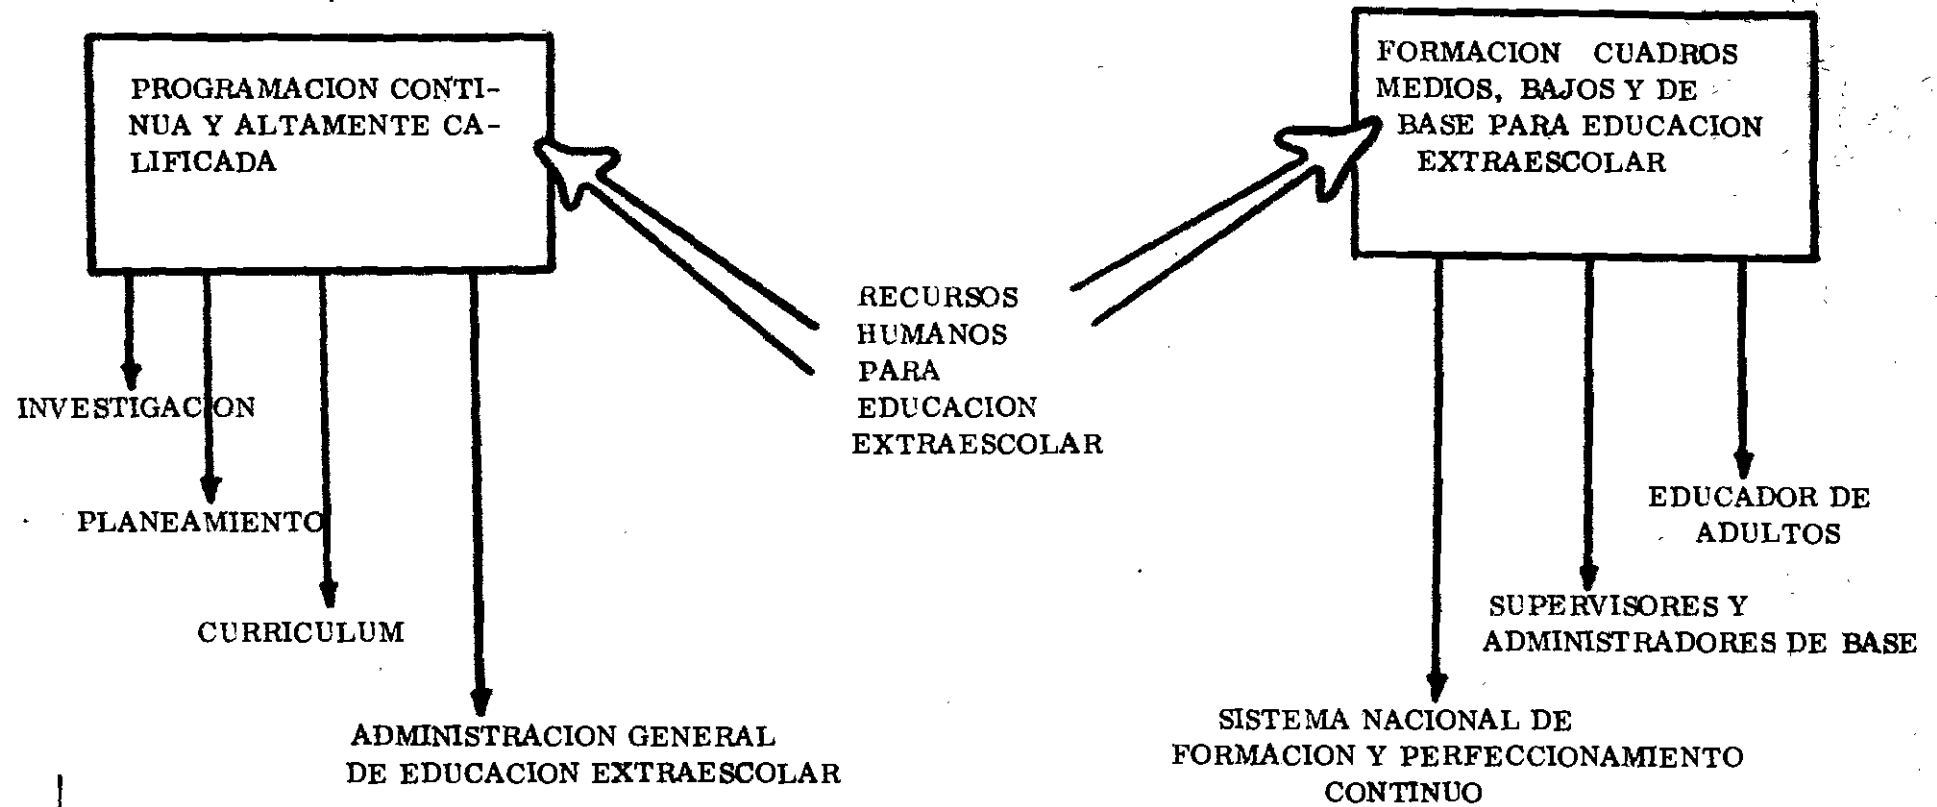 PROGRAMACION CONTI-
NUA Y ALTAMENTE CA-
LIFICADA
FORMACION CUADROS
MEDIOS, BAJOS Y DE
BASE PARA EDUCACION
EXTRAESCOLAR
RECURSOS
HUMANOS
PARA
EDUCACION
EXTRAESCOLAR
INVESTIGACION
PLANEAMIENTO
CURRICULUM
ADMINISTRACION GENERAL
DE EDUCACION EXTRAESCOLAR
EDUCADOR DE
ADULTOS
SUPERVISORES Y
ADMINISTRADORES DE BASE
SISTEMA NACIONAL DE
FORMACION Y PERFECCIONAMIENTO
CONTINUO